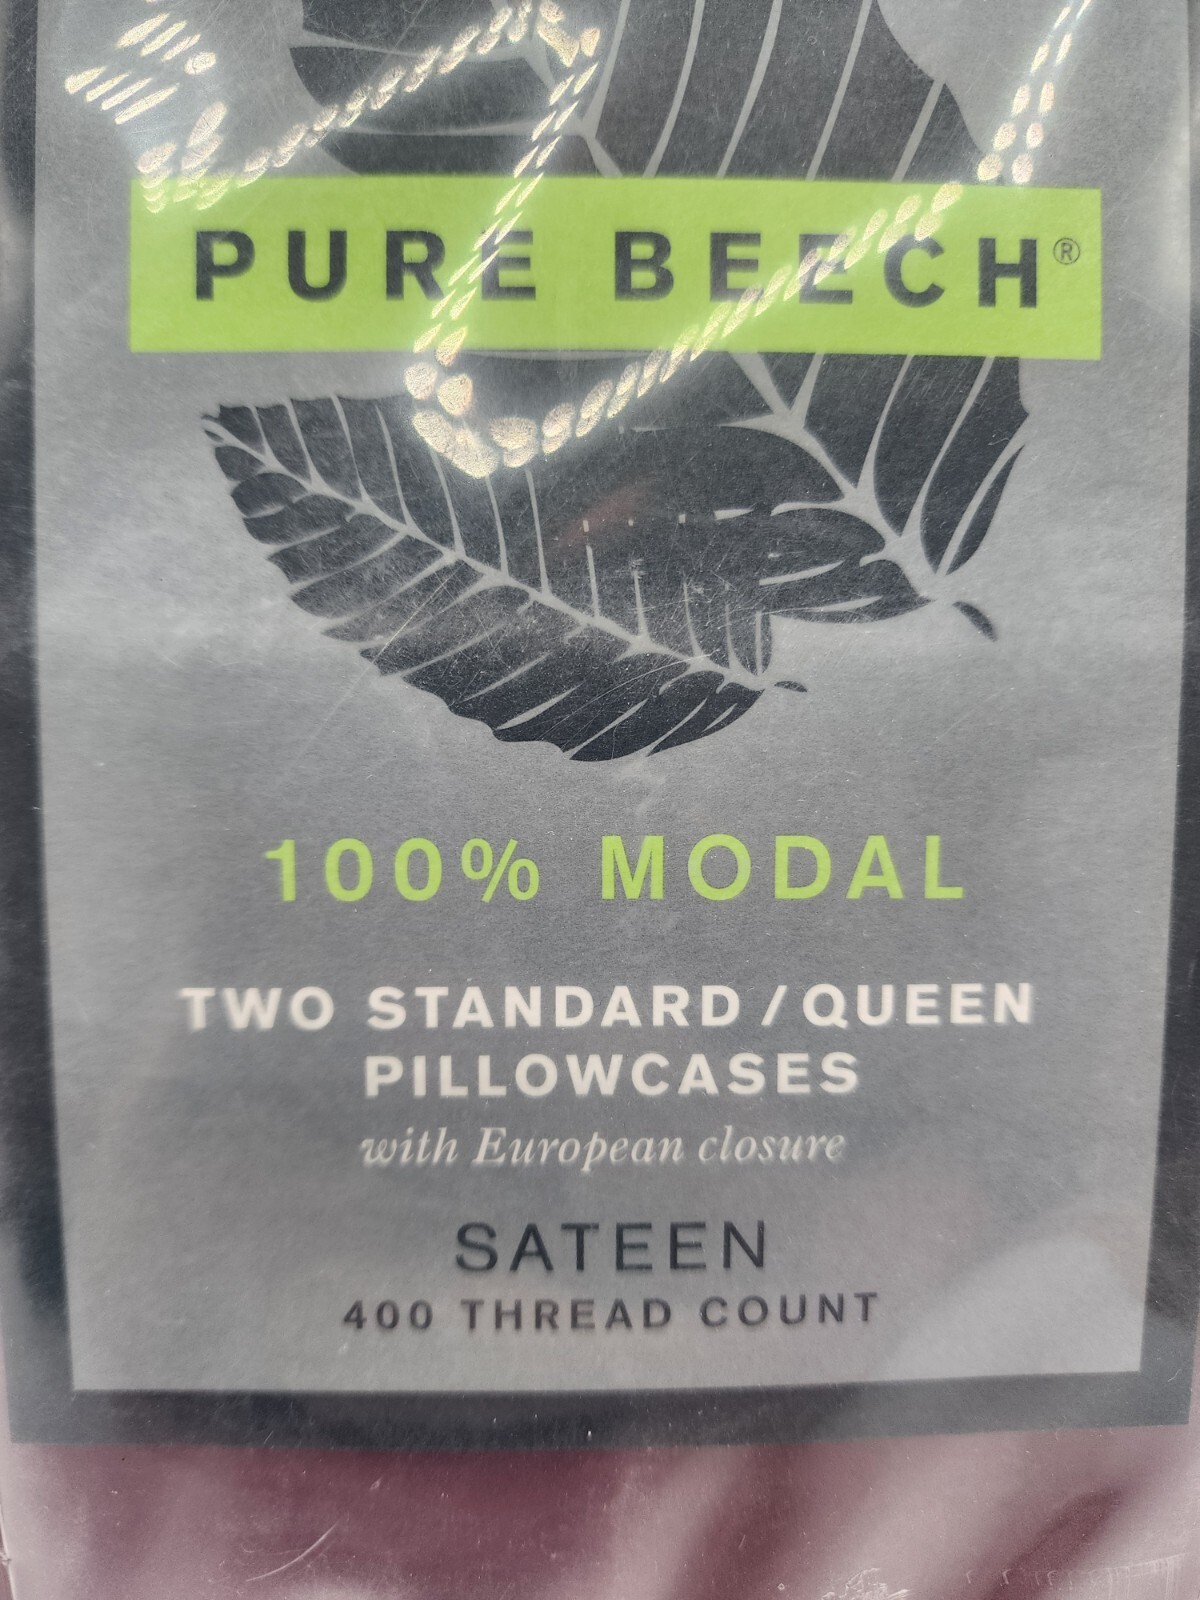 PURE BEECH®
100% MODAL
TWO STANDARD / QUEEN
PILLOWCASES
with European closure
SATEEN
400 THREAD COUNT